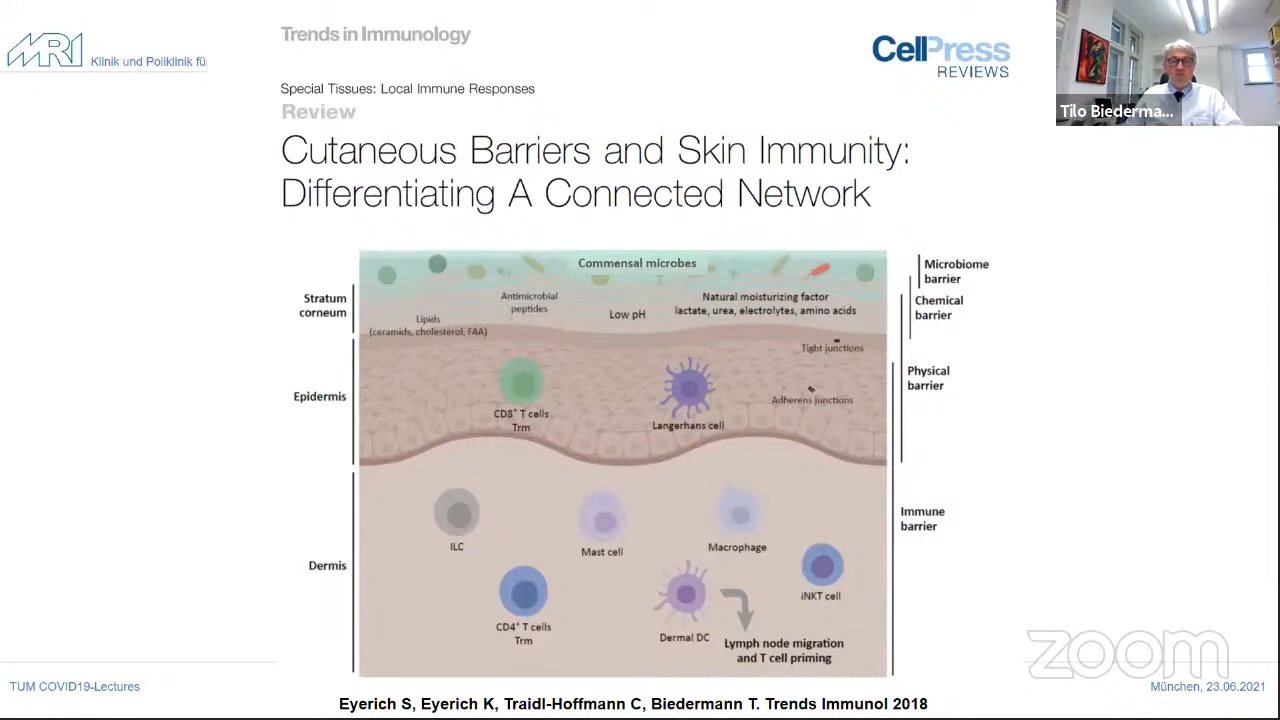 MRI
Klinik und Poliklinik fü
Trends in Immunology
CellPress
REVIEWS
Tilo Biederma...
Special Tissues: Local Immune Responses
Review
Cutaneous Barriers and Skin Immunity:
Differentiating A Connected Network
Commensal microbes
Microbiome
barrier
Stratum
corneum
Antimicrobial
peptides
Natural moisturizing factor
lactate, urea, electrolytes, amino acids
Low pH
Chemical
barrier
Lipids
(ceramids, cholesterol, FAA)
Tight junctions
Physical
barrier
Epidermis
Adherens junctions
CD8⁺ T cells
Trm
Langerhans cell
Immune
barrier
ILC
Mast cell
Macrophage
Dermis
iNKT cell
CD4⁺ T cells
Trm
Dermal DC
Lymph node migration
and T cell priming
zoom
TUM COVID19-Lectures
München, 23.06.2021
Eyerich S, Eyerich K, Traidl-Hoffmann C, Biedermann T. Trends Immunol 2018